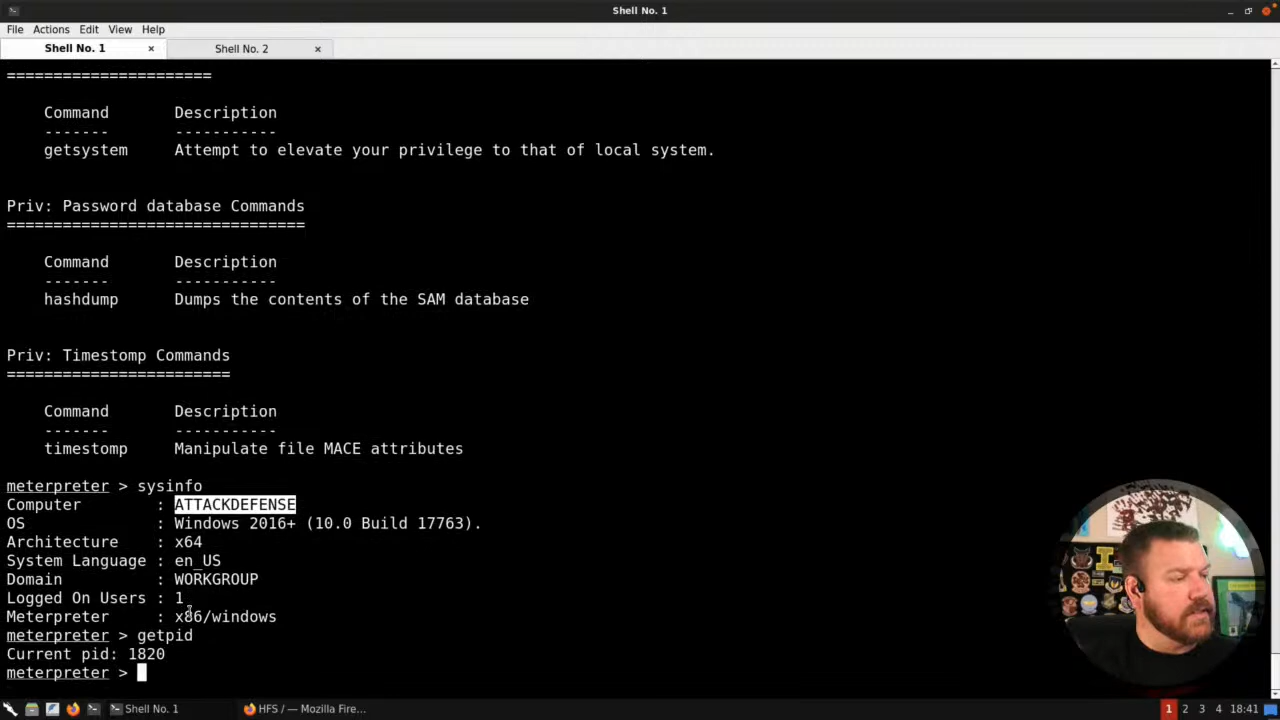 Shell No. 1
File Actions Edit View Help
Shell No. 1 × Shell No. 2 ×
======================
Command Description
------- -----------
getsystem Attempt to elevate your privilege to that of local system.
Priv: Password database Commands
================================
Command Description
------- -----------
hashdump Dumps the contents of the SAM database
Priv: Timestomp Commands
========================
Command Description
------- -----------
timestomp Manipulate file MACE attributes
meterpreter > sysinfo
Computer : ATTACKDEFENSE
OS : Windows 2016+ (10.0 Build 17763).
Architecture : x64
System Language : en_US
Domain : WORKGROUP
Logged On Users : 1
Meterpreter : x86/windows
meterpreter > getpid
Current pid: 1820
meterpreter >
Shell No. 1 HFS / — Mozilla Fire... 1 2 3 4 18:41